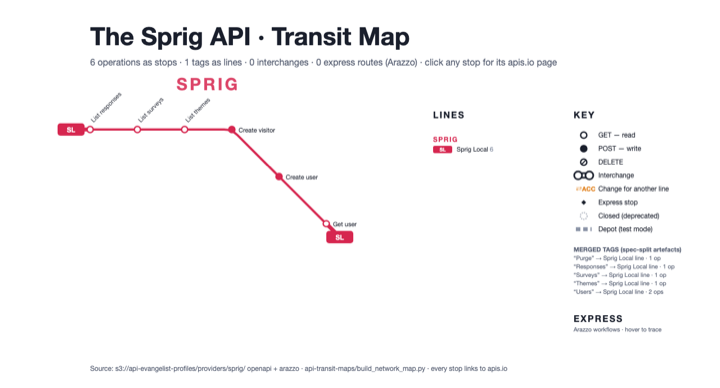 The Sprig API · Transit Map
6 operations as stops · 1 tags as lines · 0 interchanges · 0 express routes (Arazzo) · click any stop for its apis.io page
SPRIG
List responses
List surveys
List themes
SL
Create visitor
Create user
Get user
SL
LINES
SPRIG
SL Sprig Local 6
KEY
GET — read
POST — write
DELETE
Interchange
⇄ACC Change for another line
Express stop
Closed (deprecated)
Depot (test mode)
MERGED TAGS (spec-split artefacts)
"Purge" → Sprig Local line · 1 op
"Responses" → Sprig Local line · 1 op
"Surveys" → Sprig Local line · 1 op
"Themes" → Sprig Local line · 1 op
"Users" → Sprig Local line · 2 ops
EXPRESS
Arazzo workflows · hover to trace
Source: s3://api-evangelist-profiles/providers/sprig/ openapi + arazzo · api-transit-maps/build_network_map.py · every stop links to apis.io